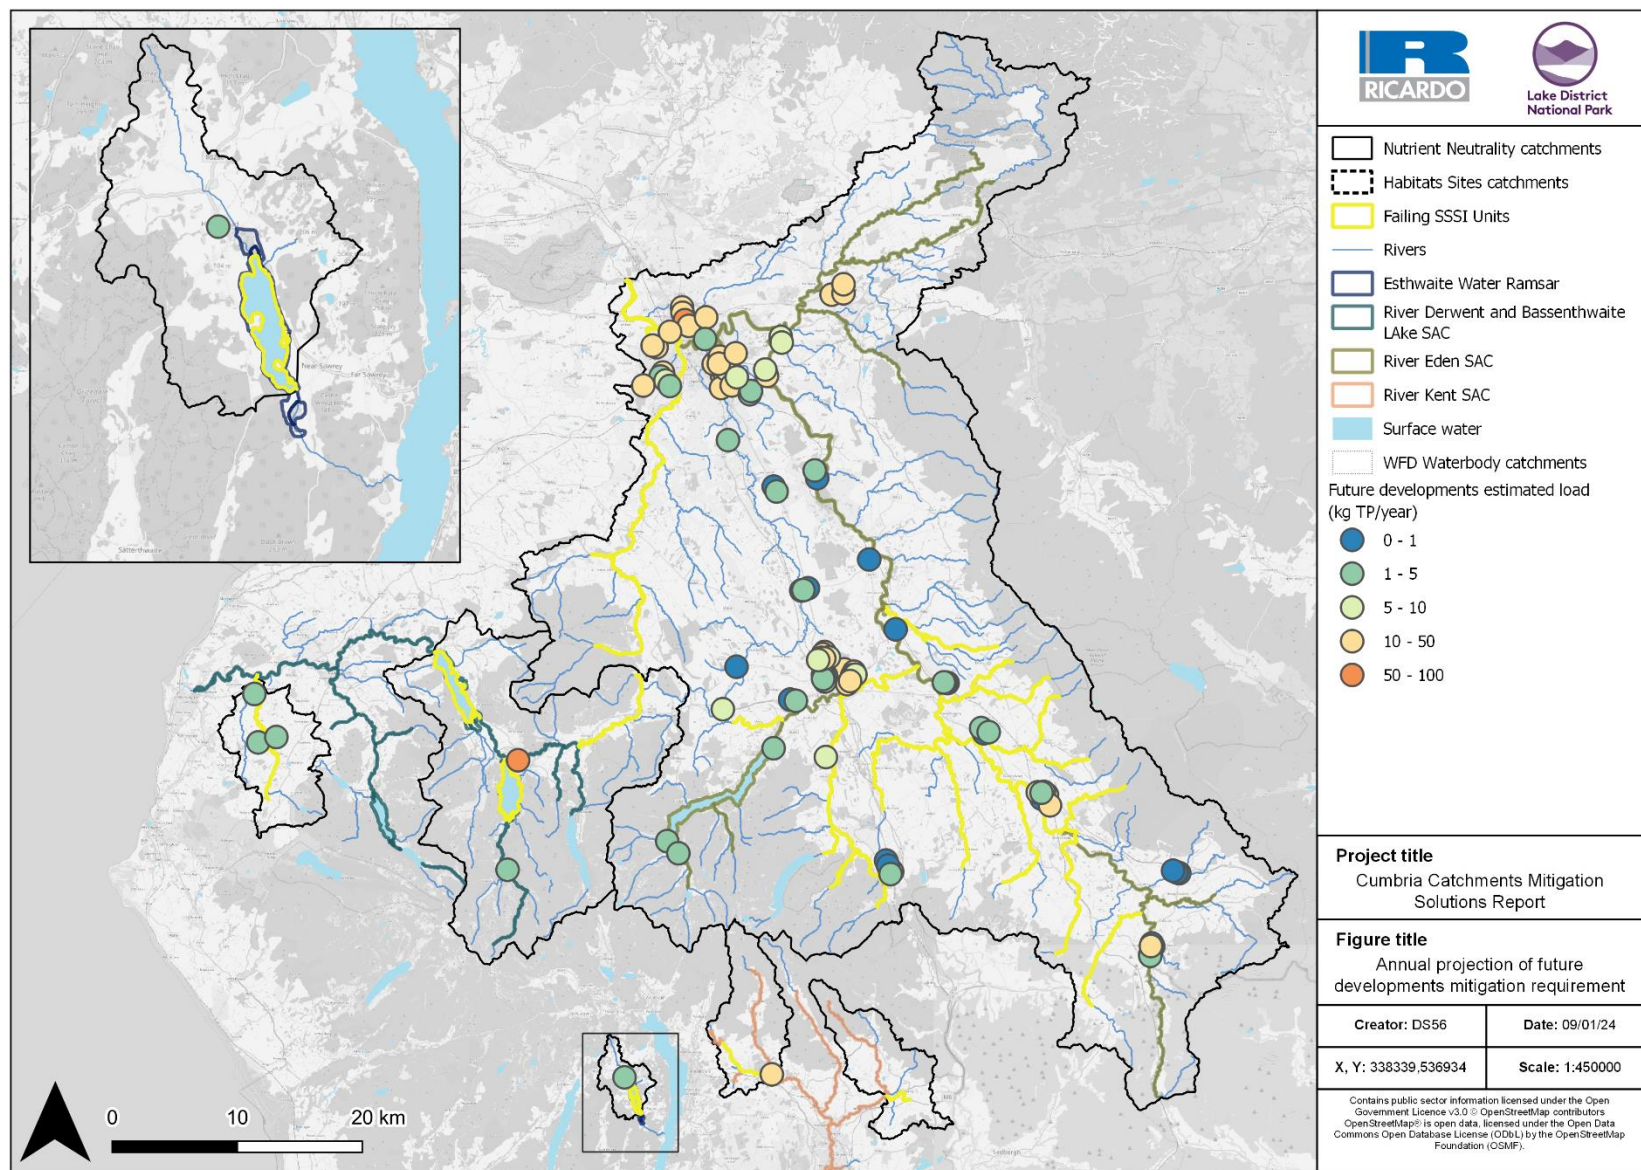 RICARDO
Lake District
National Park
Nutrient Neutrality catchments
Habitats Sites catchments
Failing SSSI Units
Rivers
Esthwaite Water Ramsar
River Derwent and Bassenthwaite
LAke SAC
River Eden SAC
River Kent SAC
Surface water
WFD Waterbody catchments
Future developments estimated load
(kg TP/year)
0 - 1
1 - 5
5 - 10
10 - 50
50 - 100
Project title
Cumbria Catchments Mitigation
Solutions Report
Figure title
Annual projection of future
developments mitigation requirement
Creator: DS56
Date: 09/01/24
X, Y: 338339,536934
Scale: 1:450000
Contains public sector information licensed under the Open
Government Licence v3.0 © OpenStreetMap contributors
OpenStreetMap® is open data, licensed under the Open Data
Commons Open Database License (ODbL) by the OpenStreetMap
Foundation (OSMF).
Near Sawrey
Far Sawrey
Satterthwaite
0 10 20 km